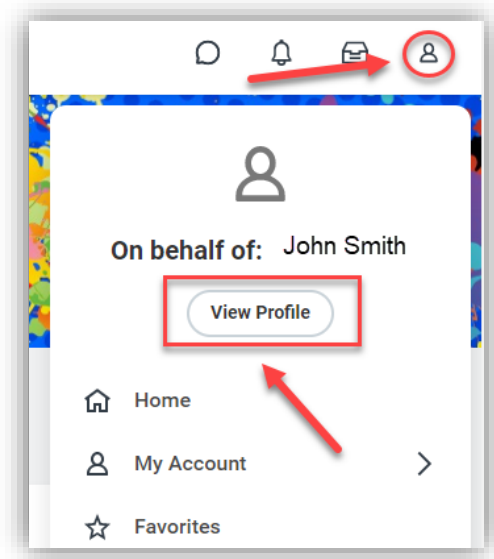 On behalf of: John Smith
View Profile
Home
My Account
Favorites